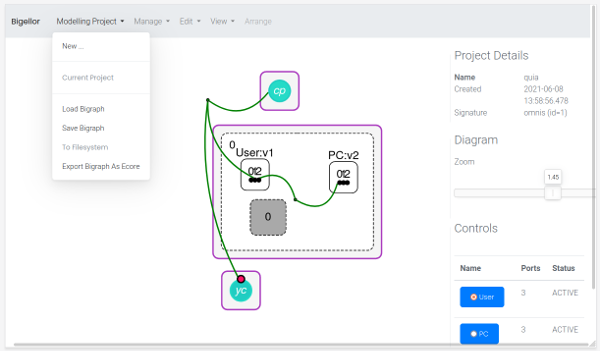 Bigellor Modelling Project Manage Edit View Arrange
New ...
Current Project
Load Bigraph
Save Bigraph
To Filesystem
Export Bigraph As Ecore
cp
0
User:v1
PC:v2
012
012
0
yc
Project Details
Name quia
Created 2021-06-08
13:58:56.478
Signature omnis (id=1)
Diagram
Zoom
1.45
Controls
Name Ports Status
User 3 ACTIVE
PC 3 ACTIVE